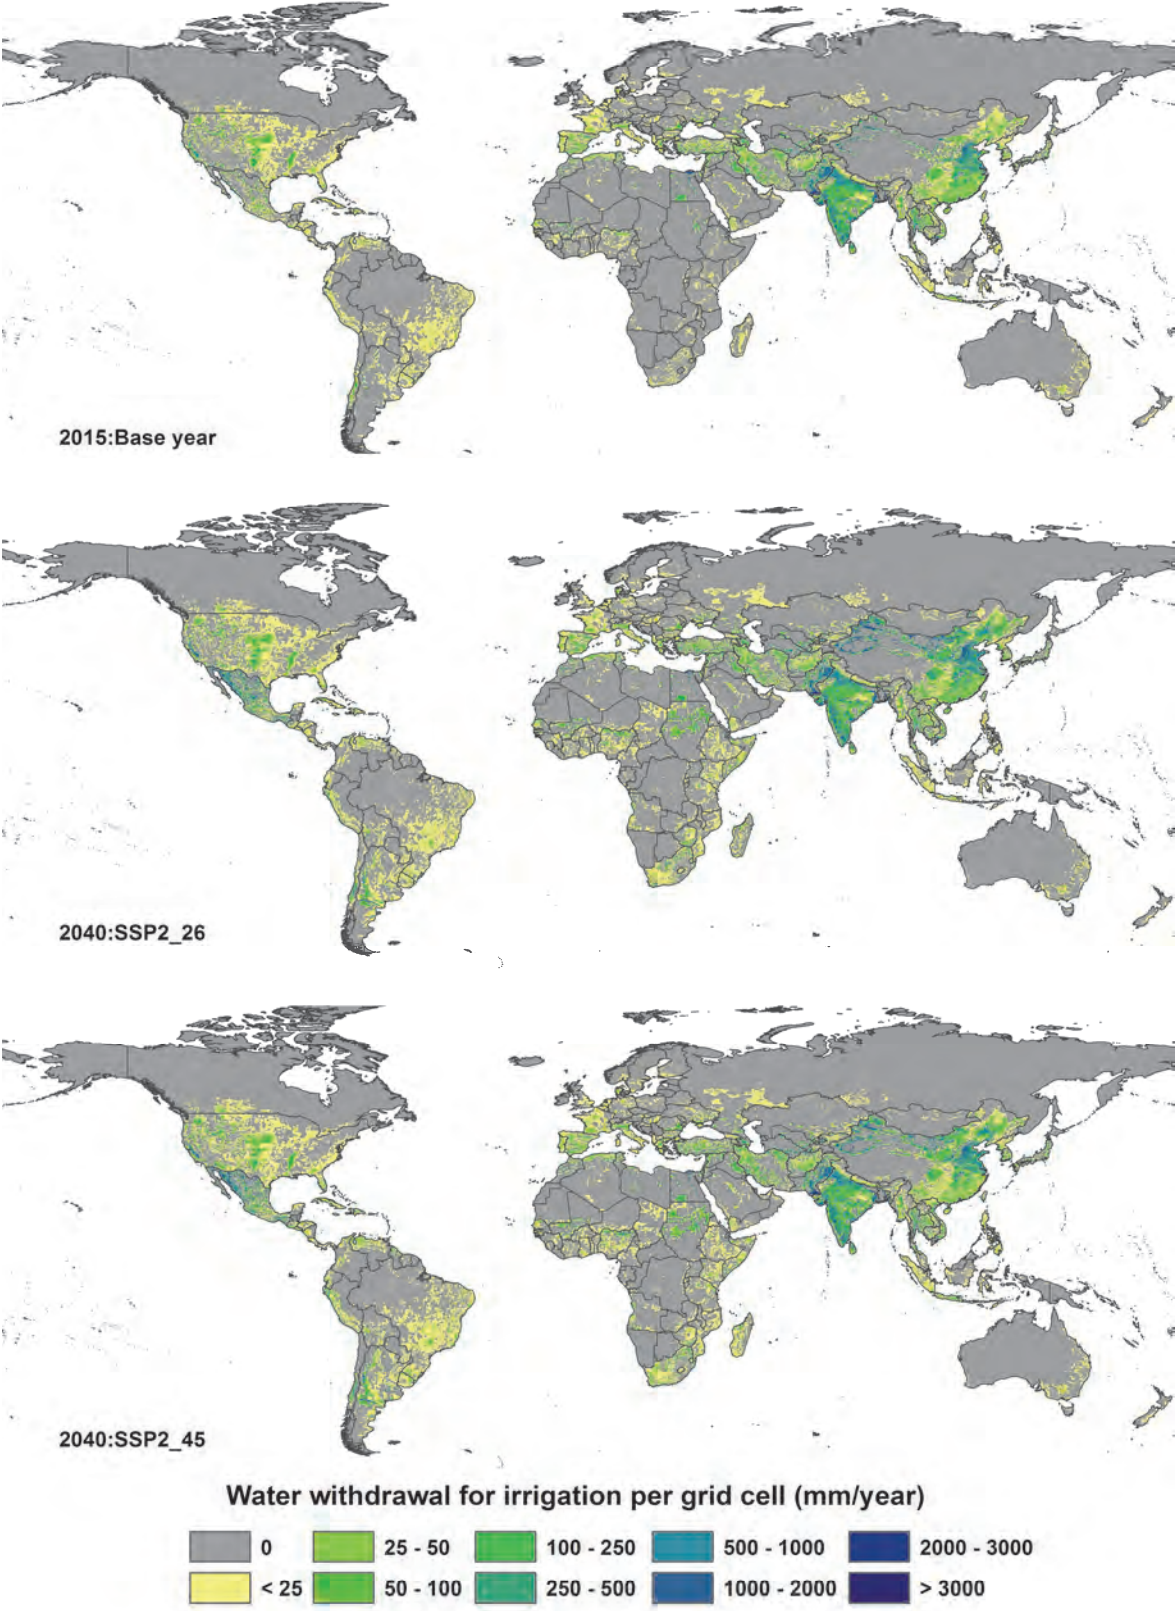 2015:Base year
2040:SSP2_26
2040:SSP2_45
Water withdrawal for irrigation per grid cell (mm/year)
0 25 - 50 100 - 250 500 - 1000 2000 - 3000
< 25 50 - 100 250 - 500 1000 - 2000 > 3000